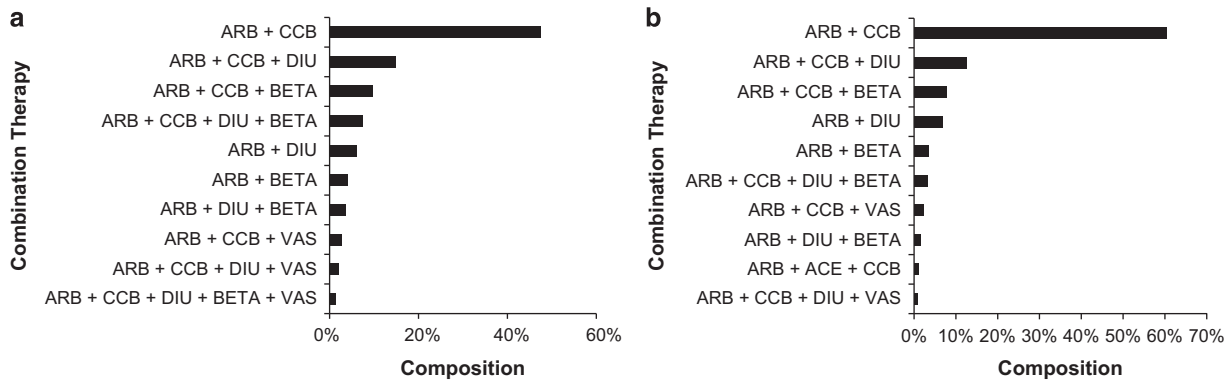 a
Combination Therapy
ARB + CCB
ARB + CCB + DIU
ARB + CCB + BETA
ARB + CCB + DIU + BETA
ARB + DIU
ARB + BETA
ARB + DIU + BETA
ARB + CCB + VAS
ARB + CCB + DIU + VAS
ARB + CCB + DIU + BETA + VAS
0% 20% 40% 60%
Composition
b
Combination Therapy
ARB + CCB
ARB + CCB + DIU
ARB + CCB + BETA
ARB + DIU
ARB + BETA
ARB + CCB + DIU + BETA
ARB + CCB + VAS
ARB + DIU + BETA
ARB + ACE + CCB
ARB + CCB + DIU + VAS
0% 10% 20% 30% 40% 50% 60% 70%
Composition